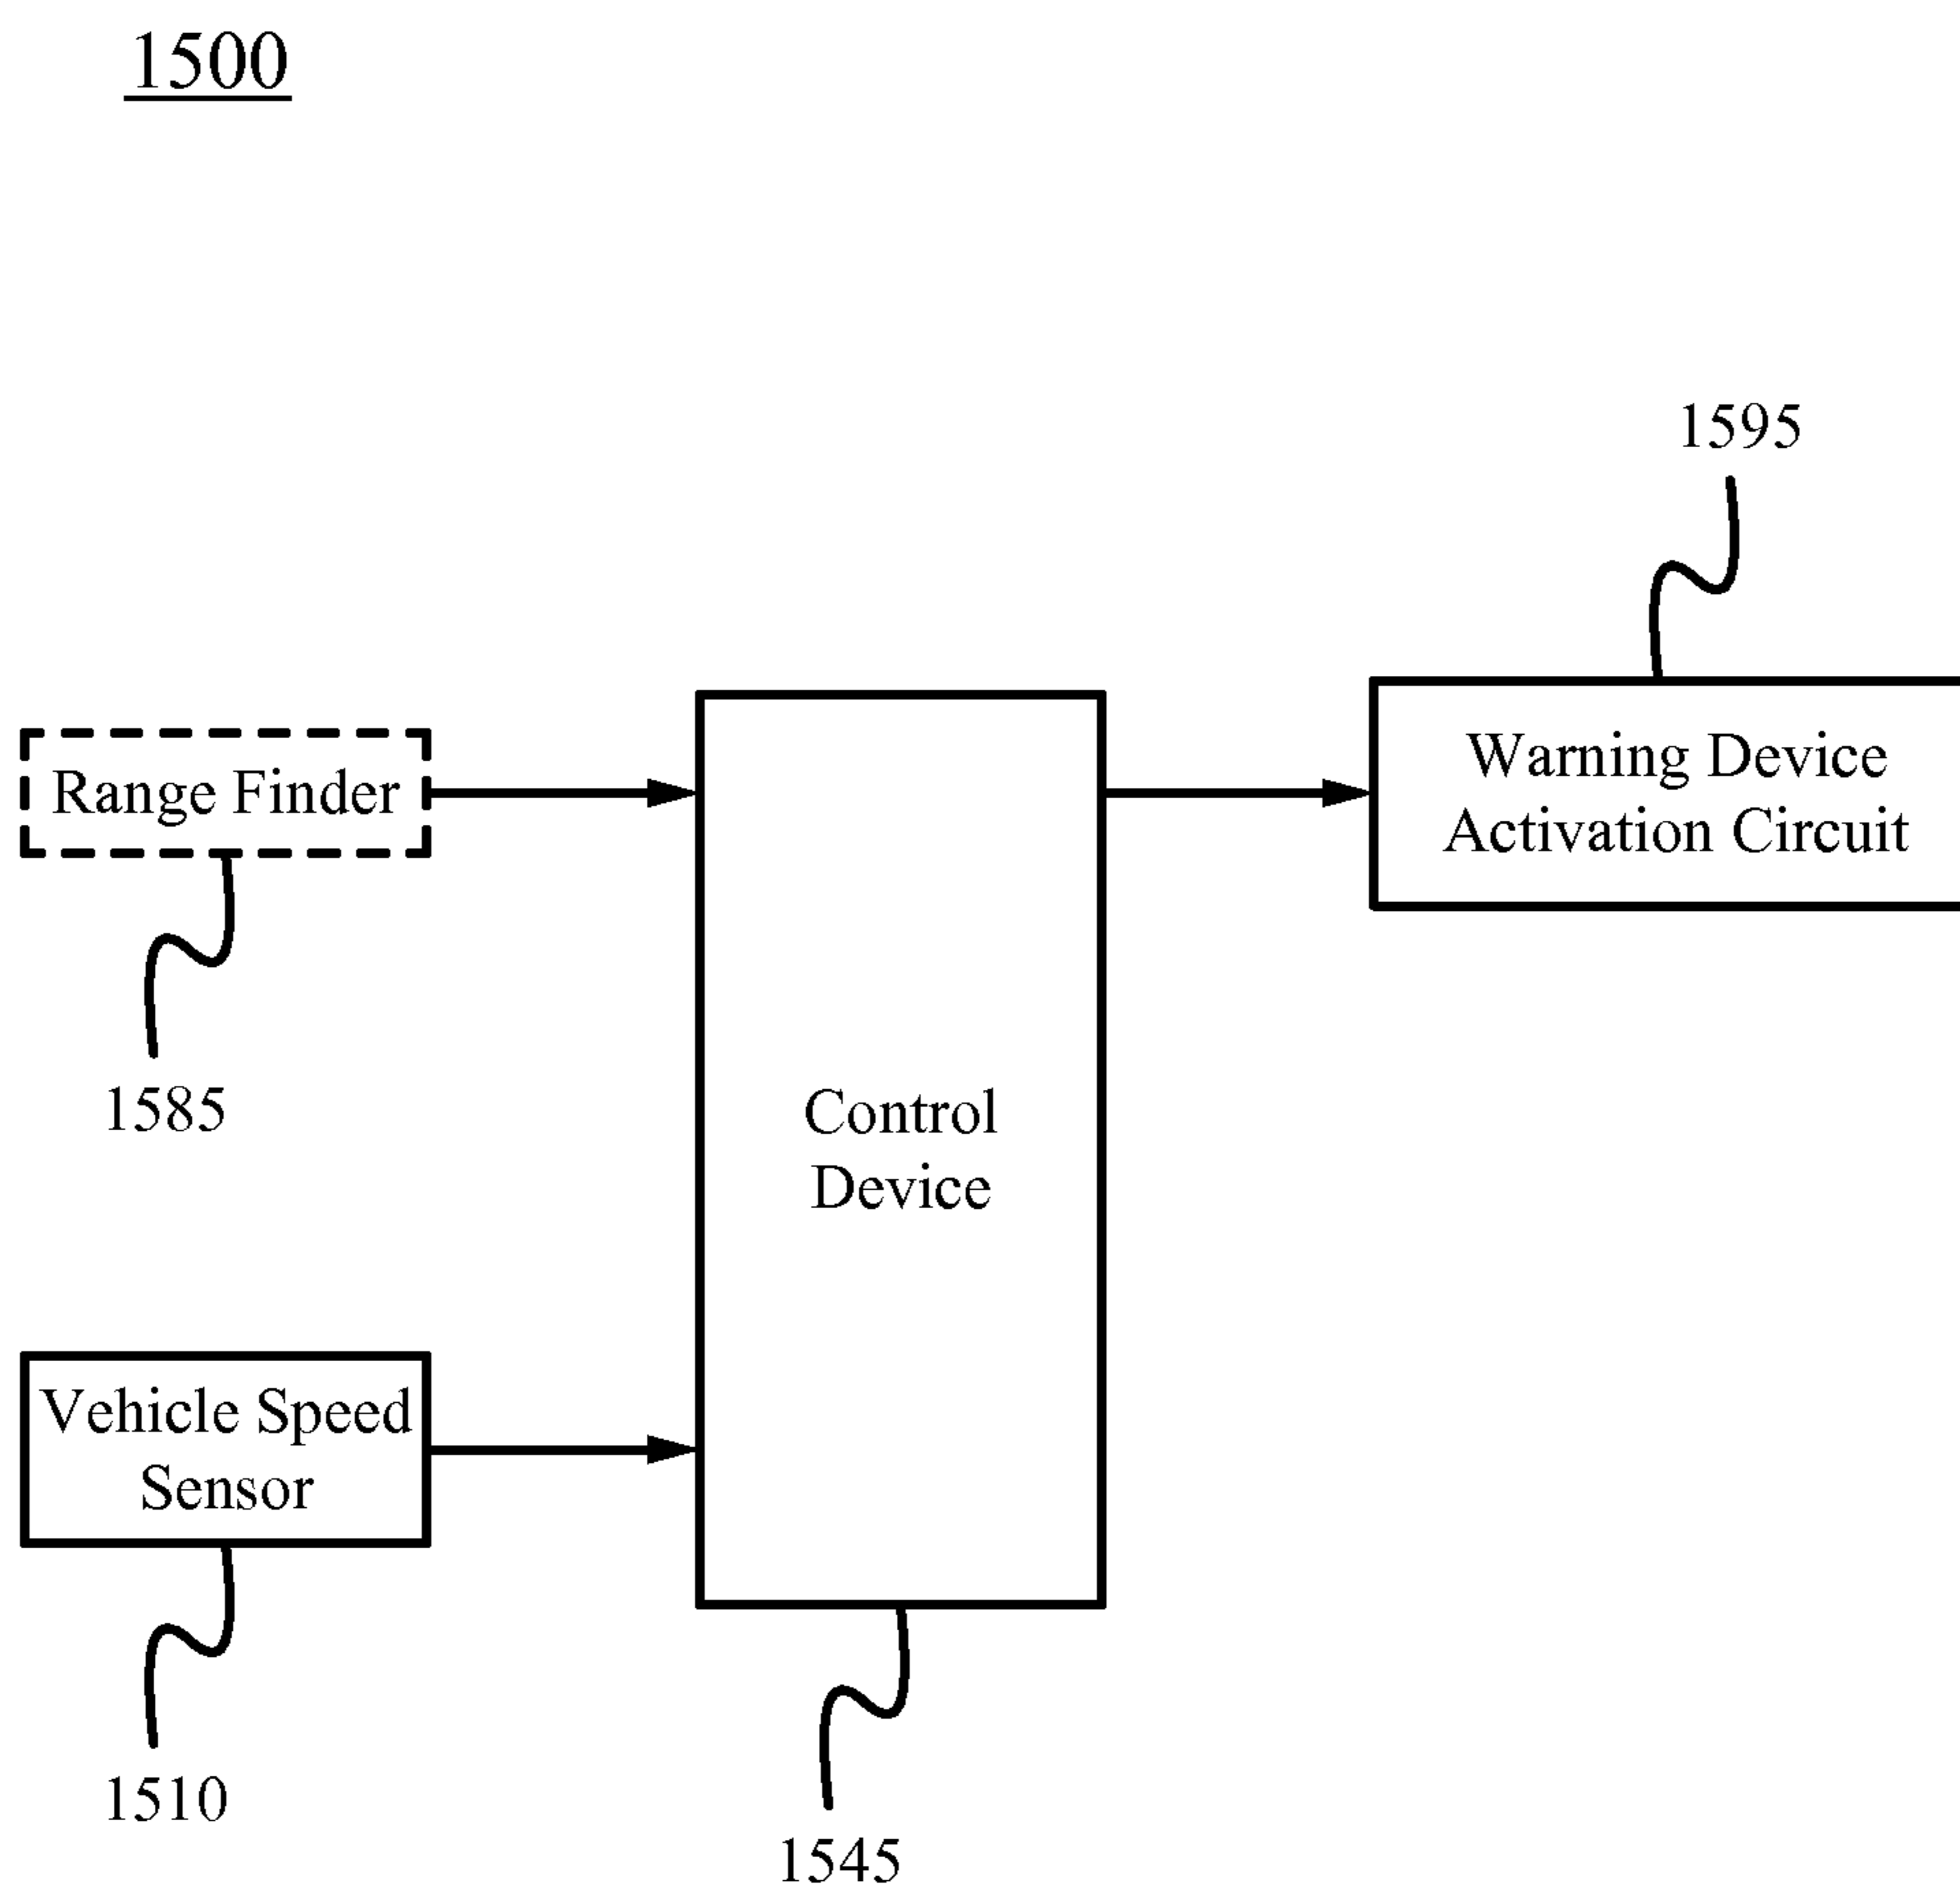 1500
1595
Range Finder
Warning Device
Activation Circuit
1585
Control
Device
Vehicle Speed
Sensor
1510
1545